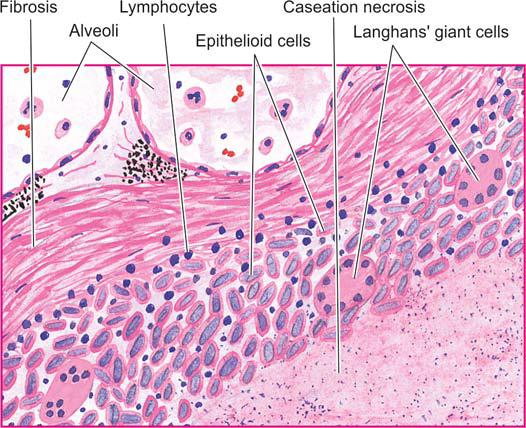 Fibrosis
Lymphocytes
Caseation necrosis
Alveoli
Epithelioid cells
Langhans' giant cells